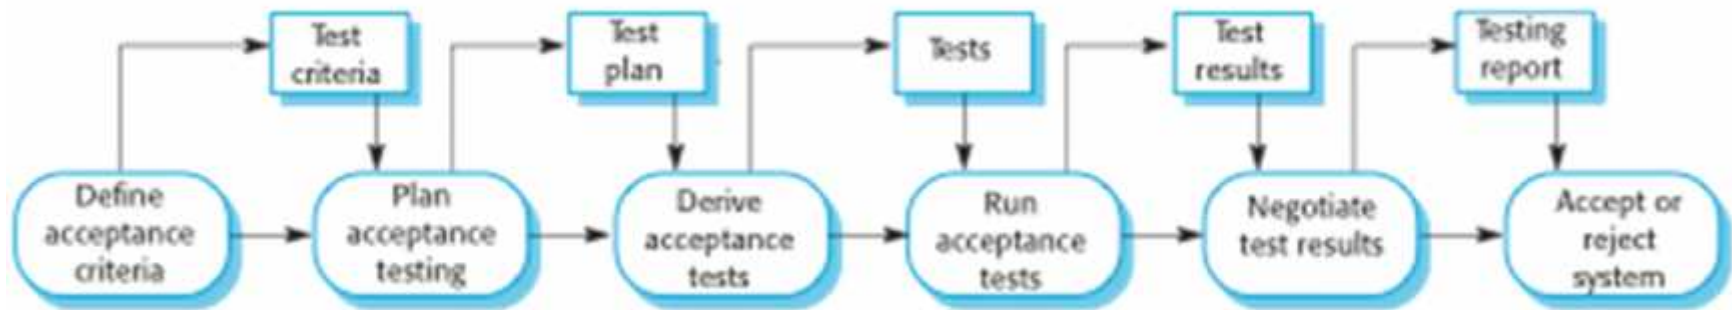 Test
criteria
Test
plan
Tests
Test
results
Testing
report
Define
acceptance
criteria
Plan
acceptance
testing
Derive
acceptance
tests
Run
acceptance
tests
Negotiate
test results
Accept or
reject
system